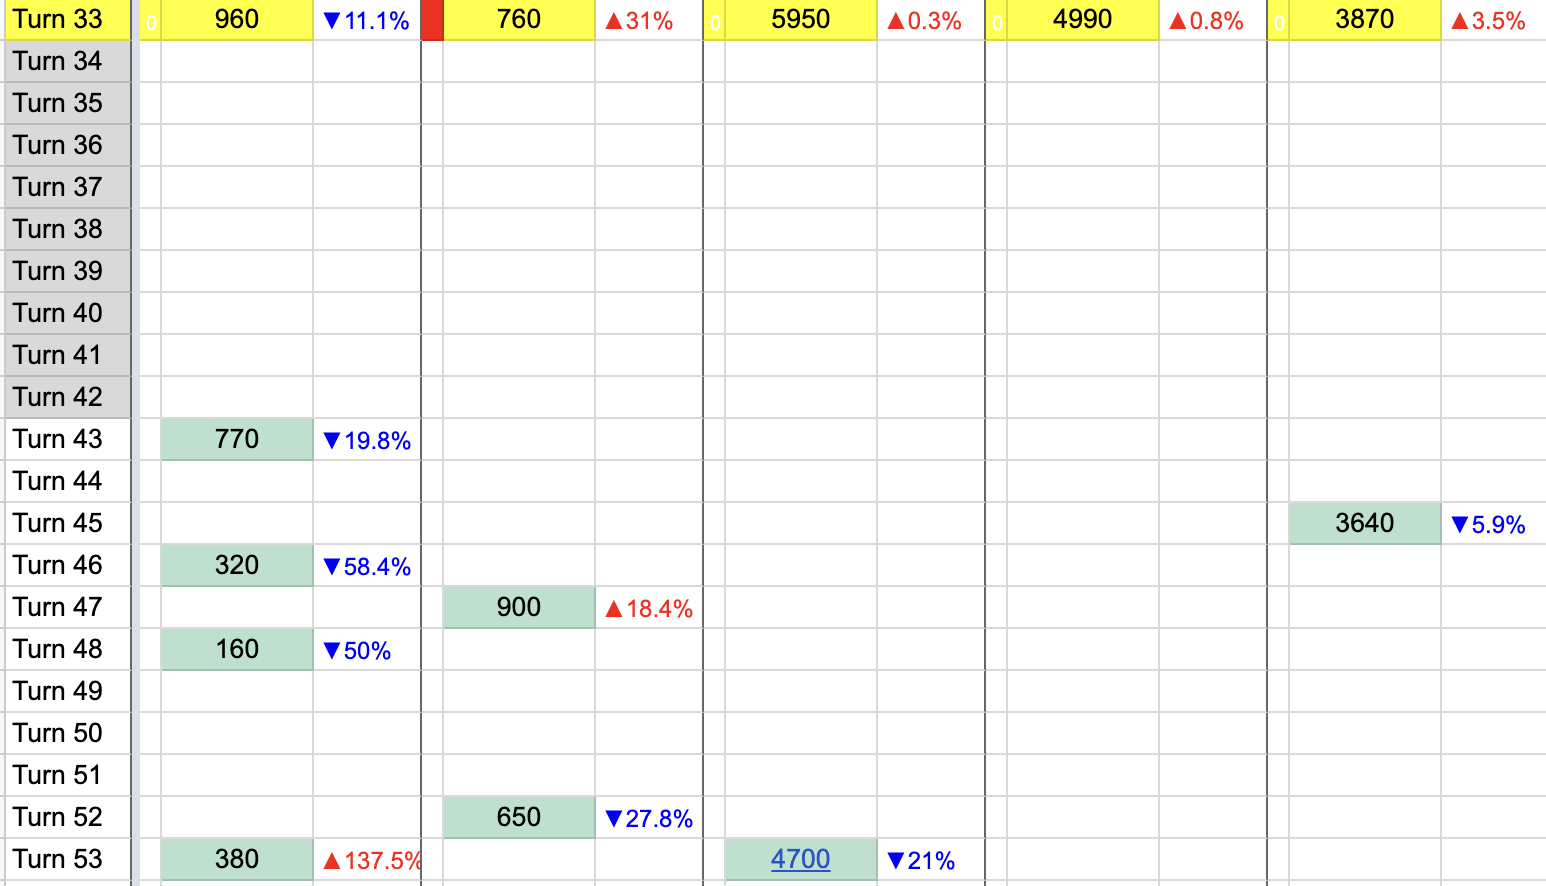 Turn 33 0 960 ▼11.1% 760 ▲31% 0 5950 ▲0.3% 0 4990 ▲0.8% 0 3870 ▲3.5%
Turn 34
Turn 35
Turn 36
Turn 37
Turn 38
Turn 39
Turn 40
Turn 41
Turn 42
Turn 43 770 ▼19.8%
Turn 44
Turn 45 3640 ▼5.9%
Turn 46 320 ▼58.4%
Turn 47 900 ▲18.4%
Turn 48 160 ▼50%
Turn 49
Turn 50
Turn 51
Turn 52 650 ▼27.8%
Turn 53 380 ▲137.5% 4700 ▼21%